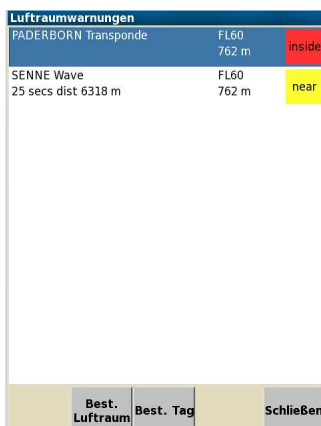 Luftraumwarnungen
PADERBORN Transponde FL60
762 m
inside
SENNE Wave FL60
25 secs dist 6318 m 762 m
near
Best. Luftraum
Best. Tag
Schließen